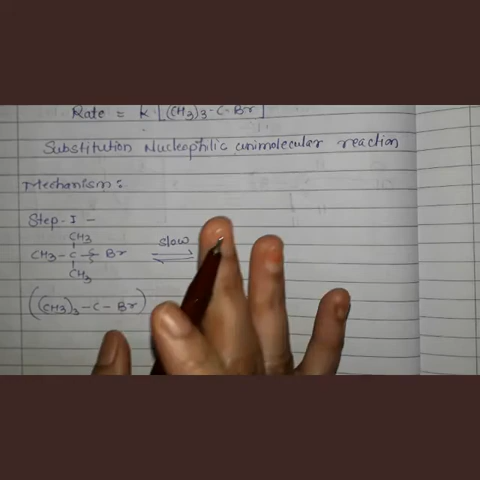 Rate = k [(CH3)3-C-Br]
Substitution Nucleophilic unimolecular reaction
Mechanism:
Step-I -
CH3
CH3-C-Br slow
CH3
((CH3)3-C-Br)